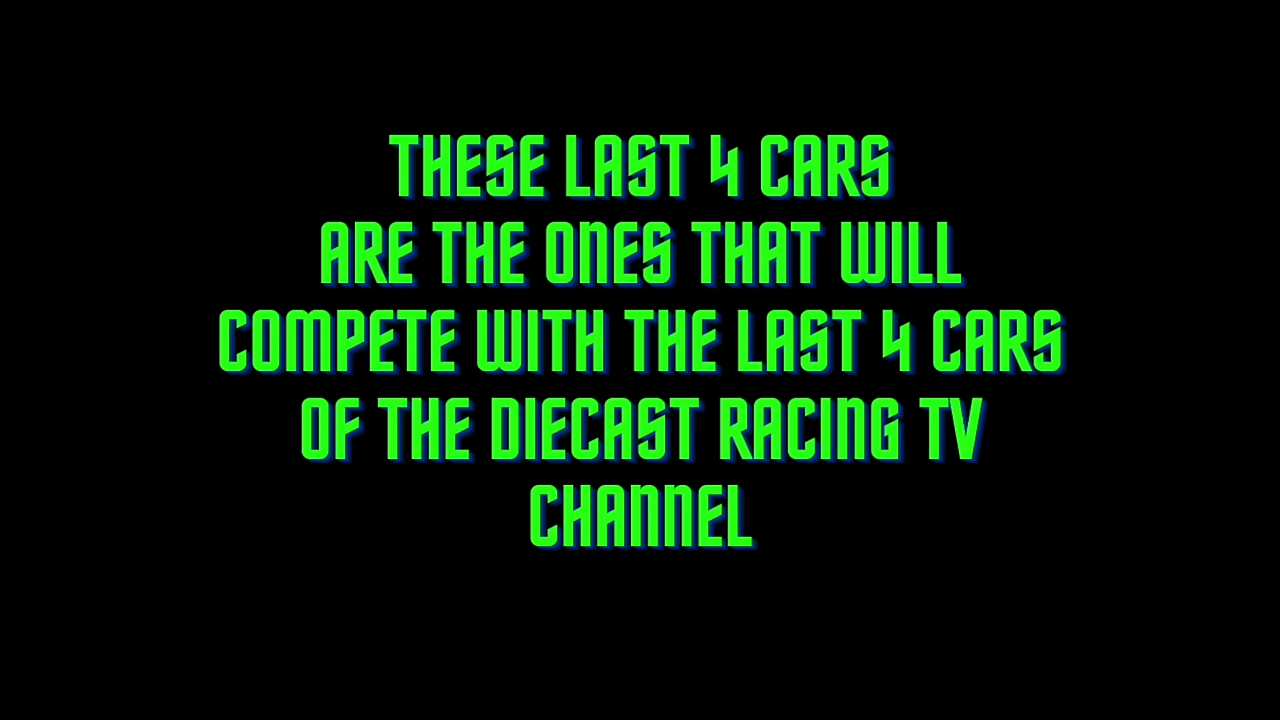 THESE LAST 4 CARS
ARE THE ONES THAT WILL
COMPETE WITH THE LAST 4 CARS
OF THE DIECAST RACING TV
CHANNEL